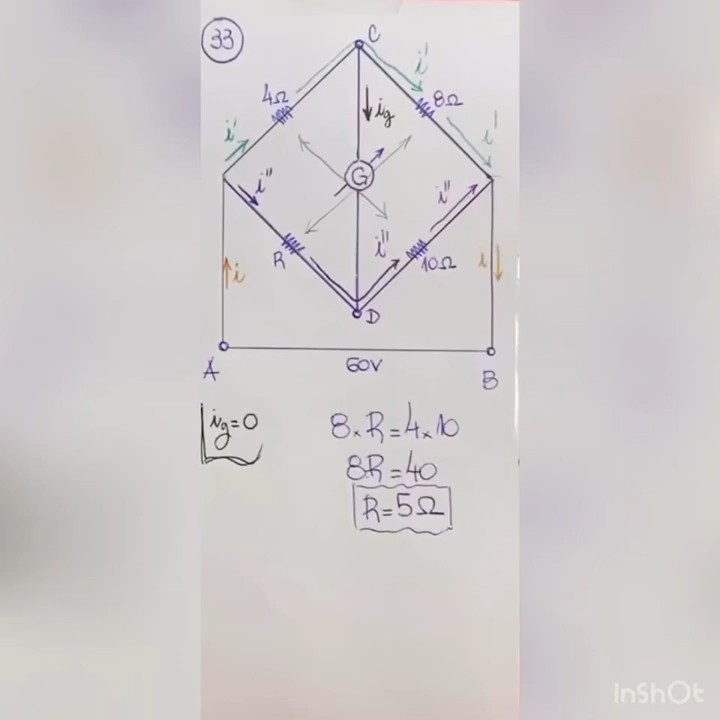 33
C
4Ω
i'
8Ω
ig
i'
i'
i''
G
i''
R
i''
10Ω
i
i
D
A
60V
B
ig=0
8×R=4×10
8R=40
R=5Ω
InShOt